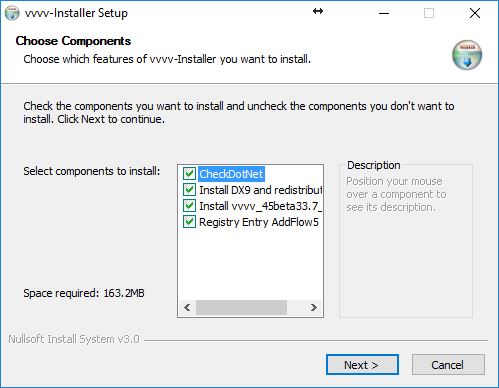 vvvv-Installer Setup
Choose Components
Choose which features of vvvv-Installer you want to install.
Check the components you want to install and uncheck the components you don't want to
install. Click Next to continue.
Select components to install:
CheckDotNet
Install DX9 and redistribut
Install vvvv_45beta33.7_
Registry Entry AddFlow5
Description
Position your mouse
over a component to
see its description.
Space required: 163.2MB
Nullsoft Install System v3.0
Next >
Cancel